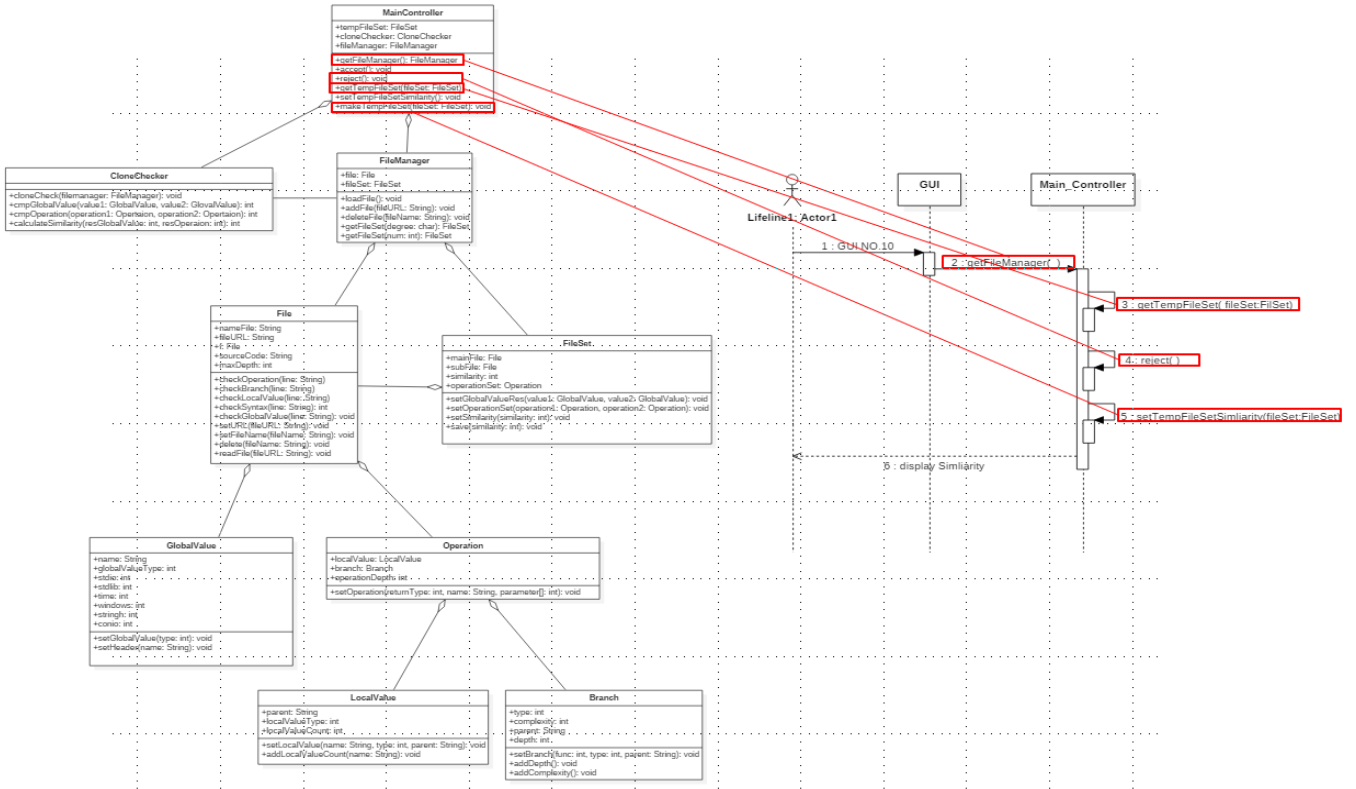 MainController
+tempFileSet: FileSet
+cloneChecker: CloneChecker
+fileManager: FileManager
+getFileManager(): FileManager
+accept(): void
+reject(): void
+getTempFileSet(fileSet: FileSet)
+setTempFileSetSimilarity(): void
+makeTempFileSet(fileSet: FileSet): void
CloneChecker
+cloneCheck(filemanager: FileManager): void
+cmpGlobalValue(value1: GlobalValue, value2: GlovalValue): int
+cmpOperation(operation1: Operteion, operation2: Opertaion): int
+calculateSimilarity(resGlobalValue: int, resOperaion: int): int
FileManager
+file: File
+fileSet: FileSet
+loadFile(): void
+addFile(fileURL: String): void
+deleteFile(fileName: String): void
+getFileSet(degree: char): FileSet
+getFileSet(num: int): FileSet
File
+nameFile: String
+fileURL: String
+f: File
+sourceCode: String
+maxDepth: int
+checkOperation(line: String)
+checkBranch(line: String)
+checkLocalValue(line: String)
+checkSyntax(line: String): int
+checkGlobalValue(line: String): void
+setURL(fileURL: String): void
+setFileName(fileName: String): void
+delete(fileName: String): void
+readFile(fileURL: String): void
FileSet
+mainFile: File
+subFile: File
+similarity: int
+operationSet: Operation
+setGlobalValueRes(value1: GlobalValue, value2: GlobalValue): void
+setOperationSet(operation1: Operation, operation2: Operation): void
+setSimilarity(similarity: int): void
+save(similarity: int): void
GlobalValue
+name: String
+globalValueType: int
+stdio: int
+stdlib: int
+time: int
+windows: int
+stringh: int
+conio: int
+setGlobalValue(type: int): void
+setHeader(name: String): void
Operation
+localValue: LocalValue
+branch: Branch
+operationDepth: int
+setOperation(returnType: int, name: String, parameter[]: int): void
LocalValue
+parent: String
+localValueType: int
+localValueCount: int
+setLocalValue(name: String, type: int, parent: String): void
+addLocalValueCount(name: String): void
Branch
+type: int
+complexity: int
+parent: String
+depth: int
+setBranch(func: int, type: int, parent: String): void
+addDepth(): void
+addComplexity(): void
Lifeline1: Actor1
GUI
Main_Controller
1 : GUI NO.10
2 : getFileManager( )
3 : getTempFileSet( fileSet:FilSet)
4 : reject( )
5 : setTempFileSetSimliarity(fileSet:FileSet)
6 : display Simliarity